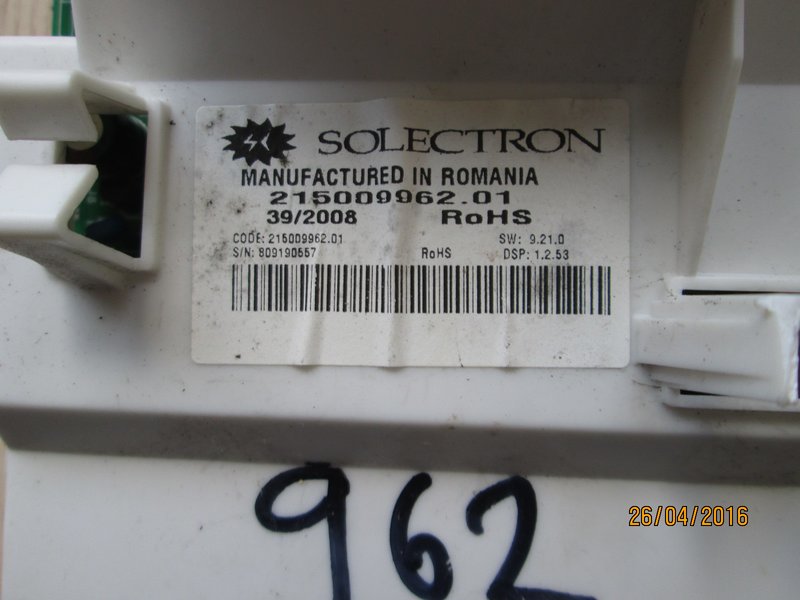 SOLECTRON
MANUFACTURED IN ROMANIA
215009962.01
39/2008 RoHS
CODE: 215009962.01 SW: 9.21.0
S/N: 809190557 RoHS DSP: 1.2.53
962
26/04/2016